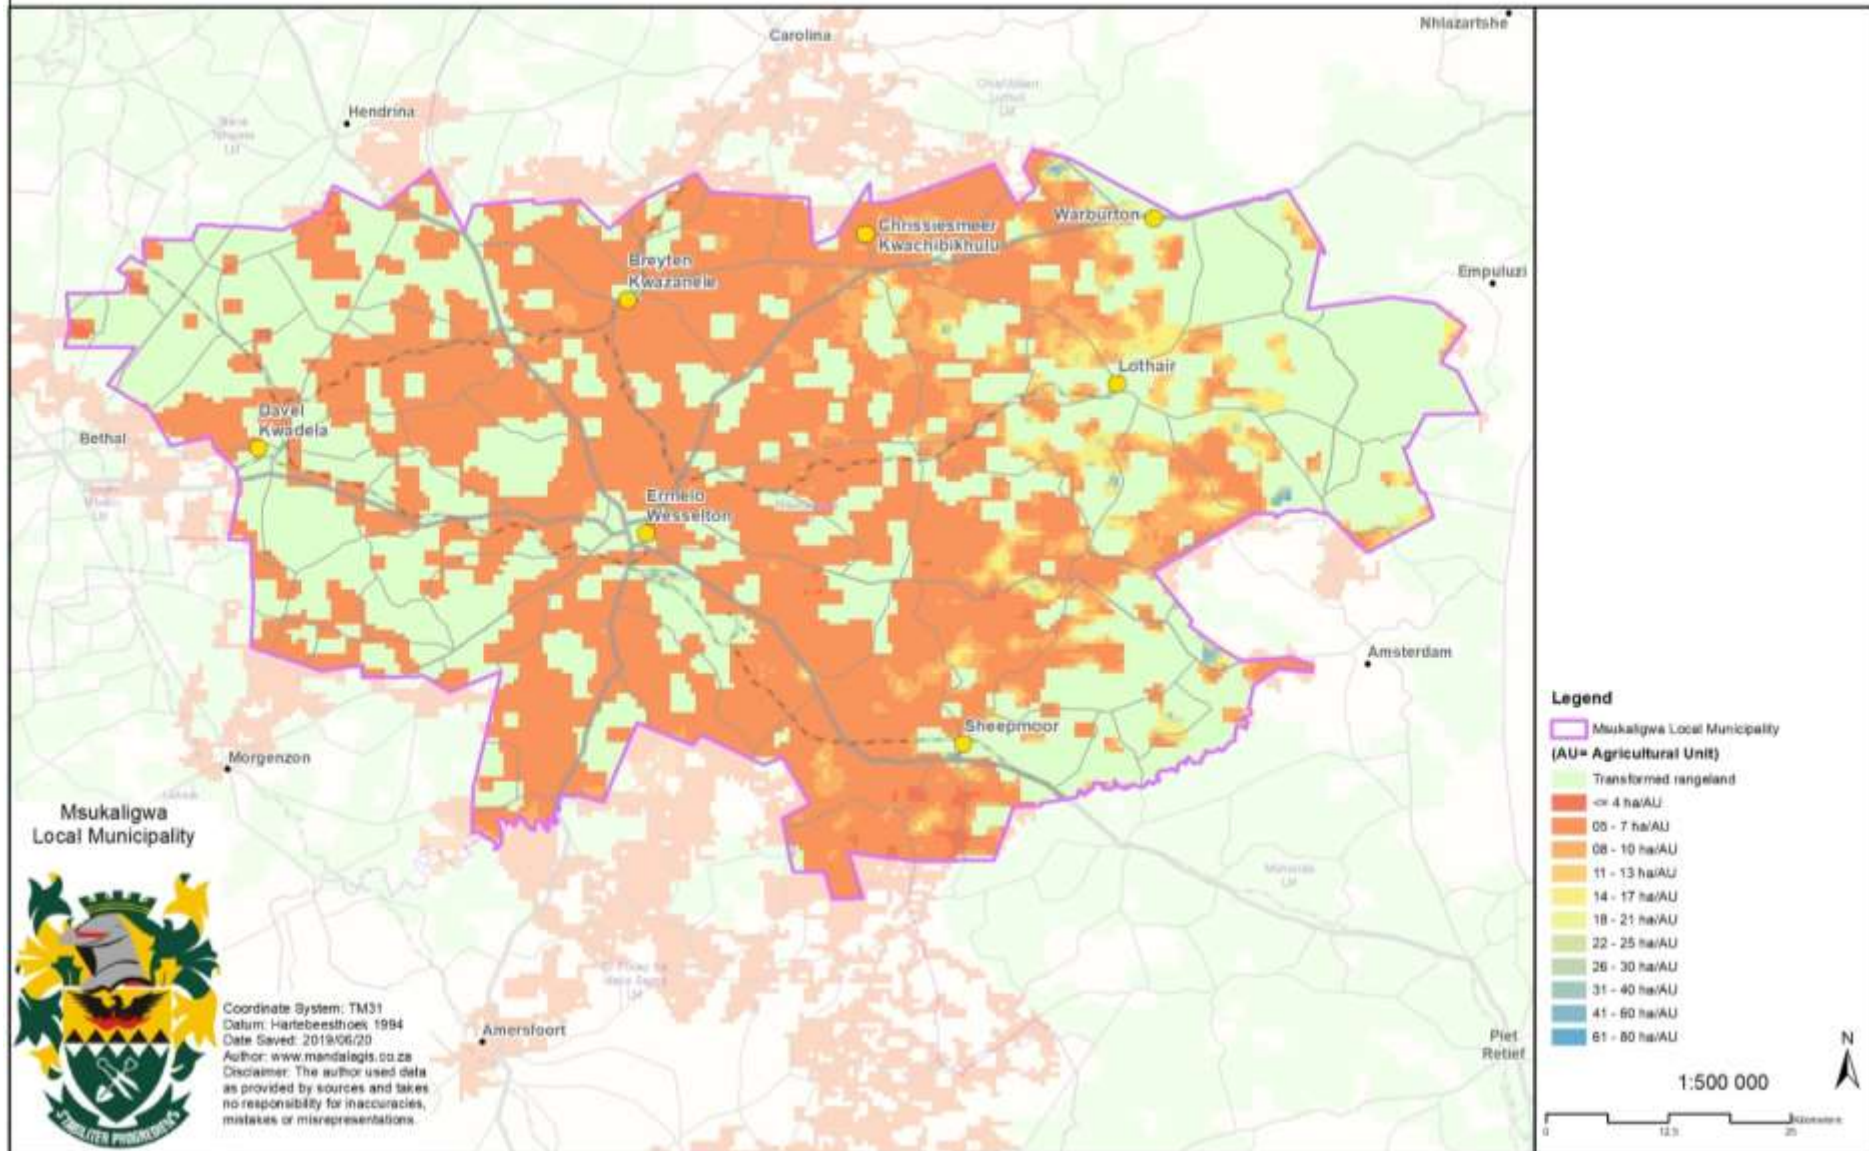 Nhlazartshe
Carolina
Hendrina
Warburton
Chrissiesmeer
Kwachibikhulu
Breyten
Kwazanele
Empuluzi
Lothair
Davel
Kwadela
Bethal
Ermelo
Wesselton
Amsterdam
Sheepmoor
Morgenzon
Amersfoort
Piet
Retief
Msukaligwa
Local Municipality
Coordinate System: TM31
Datum: Hartebeesthoek 1994
Date Saved: 2019/06/20
Author: www.mandalagis.co.za
Disclaimer: The author used data
as provided by sources and takes
no responsibility for inaccuracies,
mistakes or misrepresentations.
Legend
Msukaligwa Local Municipality
(AU= Agricultural Unit)
Transformed rangeland
<= 4 ha/AU
05 - 7 ha/AU
08 - 10 ha/AU
11 - 13 ha/AU
14 - 17 ha/AU
18 - 21 ha/AU
22 - 25 ha/AU
26 - 30 ha/AU
31 - 40 ha/AU
41 - 60 ha/AU
61 - 80 ha/AU
N
1:500 000
Kilometers
0 12.5 25